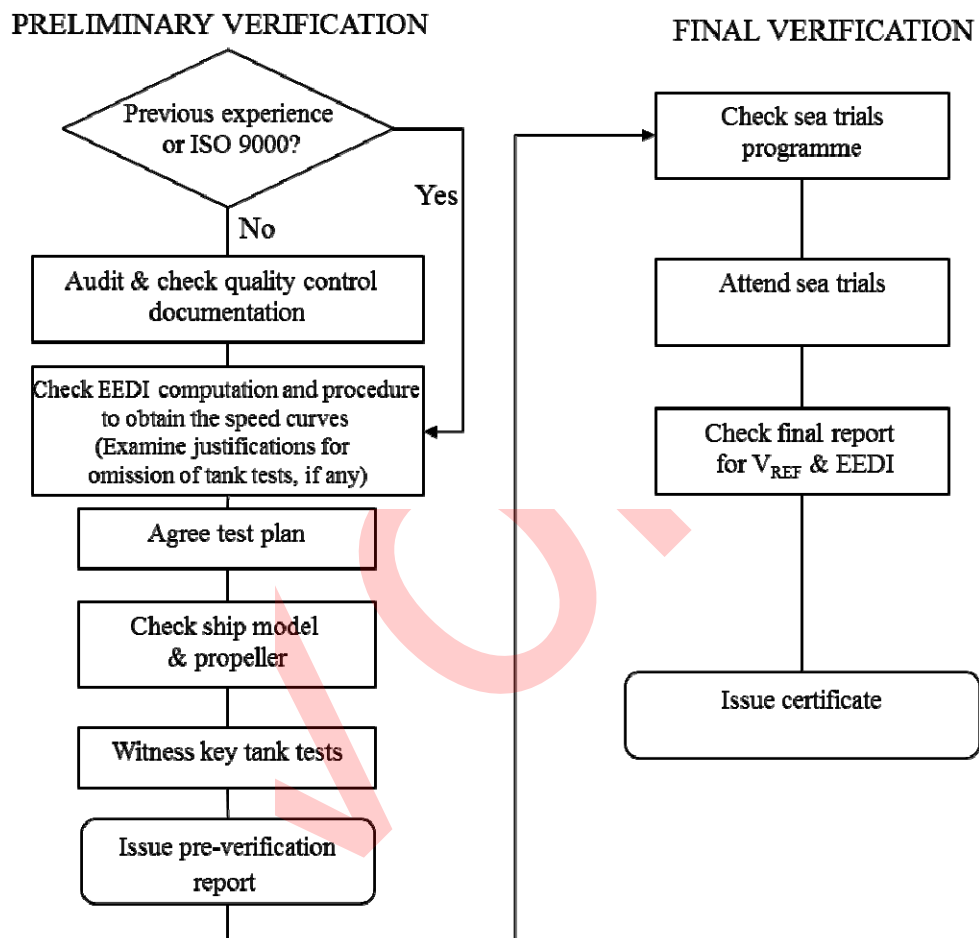 PRELIMINARY VERIFICATION
Previous experience
or ISO 9000?
Yes
No
Audit & check quality control
documentation
Check EEDI computation and procedure
to obtain the speed curves
(Examine justifications for
omission of tank tests, if any)
Agree test plan
Check ship model
& propeller
Witness key tank tests
Issue pre-verification
report
FINAL VERIFICATION
Check sea trials
programme
Attend sea trials
Check final report
for VREF & EEDI
Issue certificate